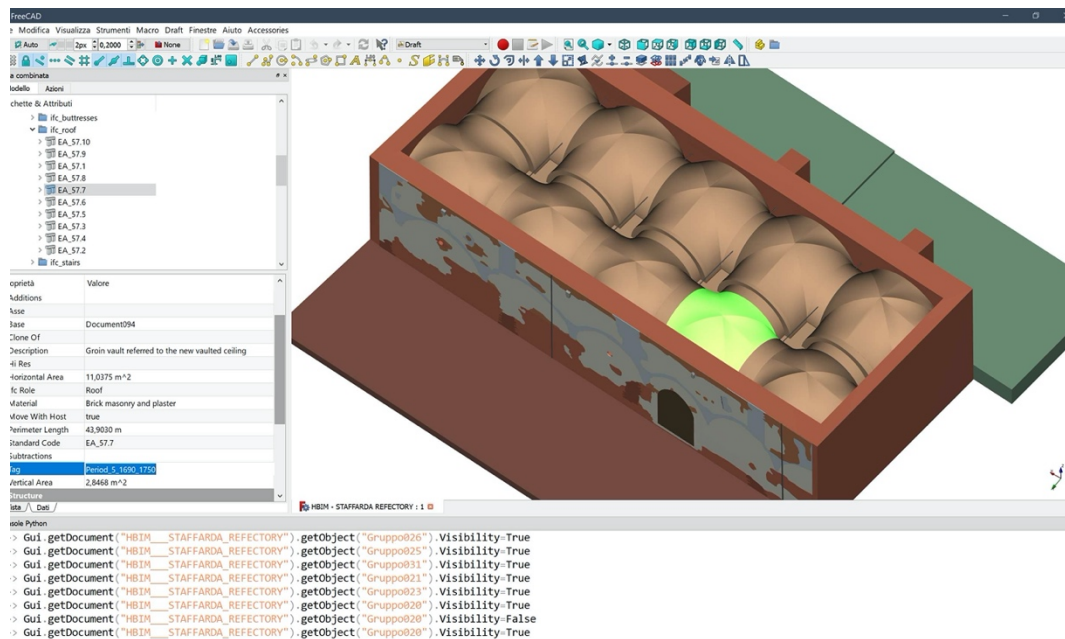 FreeCAD
e Modifica Visualizza Strumenti Macro Draft Finestre Aiuto Accessories
Auto 2px 0,2000 None Draft
a combinata
Modello Azioni
chette & Attributi
ifc_buttresses
ifc_roof
EA_57.10
EA_57.9
EA_57.1
EA_57.8
EA_57.7
EA_57.6
EA_57.5
EA_57.3
EA_57.4
EA_57.2
ifc_stairs
oprietà Valore
Additions
Asse
Base Document094
Clone Of
Description Groin vault referred to the new vaulted ceiling
Hi Res
Horizontal Area 11,0375 m^2
fc Role Roof
Material Brick masonry and plaster
Move With Host true
Perimeter Length 43,9030 m
Standard Code EA_57.7
Subtractions
Tag Period_5_1690_1750
Vertical Area 2,8468 m^2
Structure
ista Dati
HBIM - STAFFARDA REFECTORY : 1
nsole Python
> Gui.getDocument("HBIM___STAFFARDA_REFECTORY").getObject("Gruppo026").Visibility=True
> Gui.getDocument("HBIM___STAFFARDA_REFECTORY").getObject("Gruppo025").Visibility=True
> Gui.getDocument("HBIM___STAFFARDA_REFECTORY").getObject("Gruppo031").Visibility=True
> Gui.getDocument("HBIM___STAFFARDA_REFECTORY").getObject("Gruppo021").Visibility=True
> Gui.getDocument("HBIM___STAFFARDA_REFECTORY").getObject("Gruppo023").Visibility=True
> Gui.getDocument("HBIM___STAFFARDA_REFECTORY").getObject("Gruppo020").Visibility=True
> Gui.getDocument("HBIM___STAFFARDA_REFECTORY").getObject("Gruppo020").Visibility=False
> Gui.getDocument("HBIM___STAFFARDA_REFECTORY").getObject("Gruppo020").Visibility=True